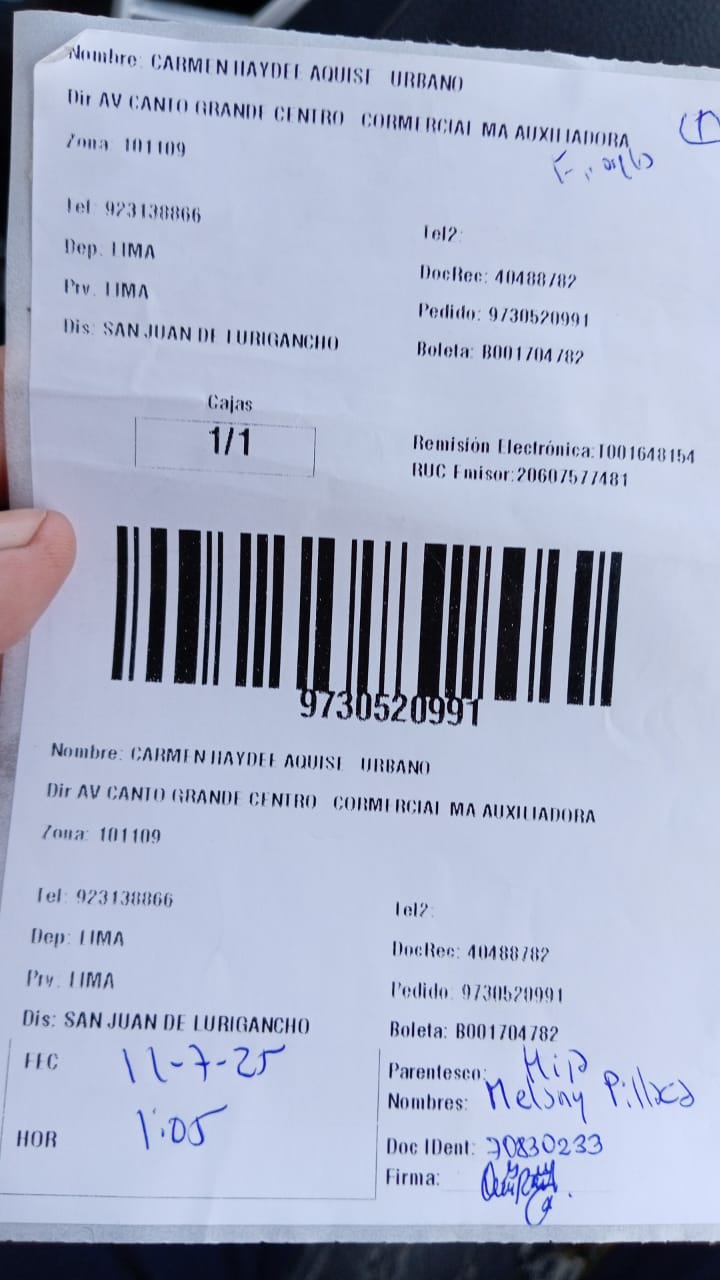 Nombre: CARMEN HAYDEE AQUISE URBANO
Dir AV CANTO GRANDE CENTRO CORMERCIAL MA AUXILIADORA
Zona: 101109
Tel: 923138866
Tel2:
Dep: LIMA
DocRec: 40488782
Prv: LIMA
Pedido: 9730520991
Dis: SAN JUAN DE LURIGANCHO
Boleta: B001704782
Cajas
1/1
Remisión Electrónica:T001648154
RUC Emisor:20607577481
9730520991
Nombre: CARMEN HAYDEE AQUISE URBANO
Dir AV CANTO GRANDE CENTRO CORMERCIAL MA AUXILIADORA
Zona: 101109
Tel: 923138866
Tel2:
Dep: LIMA
DocRec: 40488782
Prv: LIMA
Pedido: 9730520991
Dis: SAN JUAN DE LURIGANCHO
Boleta: B001704782
FEC 11-7-25
Parentesco: Hija
Nombres: Melany Pillaca
HOR 1:05
Doc IDent: 70830233
Firma: